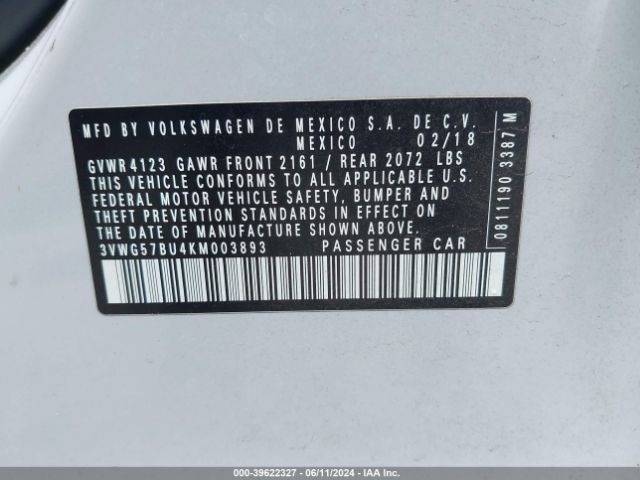 MFD BY VOLKSWAGEN DE MEXICO S.A. DE C.V.
MEXICO 02/18
GVWR 4123 GAWR FRONT 2161 / REAR 2072 LBS
THIS VEHICLE CONFORMS TO ALL APPLICABLE U.S.
FEDERAL MOTOR VEHICLE SAFETY, BUMPER AND
THEFT PREVENTION STANDARDS IN EFFECT ON
THE DATE OF MANUFACTURE SHOWN ABOVE.
3VWG57BU4KM003893 PASSENGER CAR
0811190 3387 M
000-39622327 - 06/11/2024 - IAA Inc.